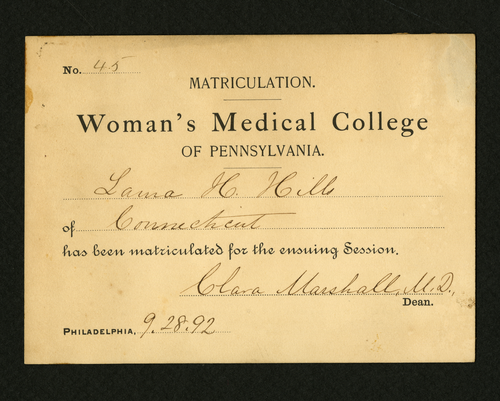 No. 45
MATRICULATION.
Woman's Medical College
OF PENNSYLVANIA.
Laura H. Hills
of Connecticut
has been matriculated for the ensuing Session.
Clara Marshall, M.D.,
Dean.
PHILADELPHIA, 9.28.92